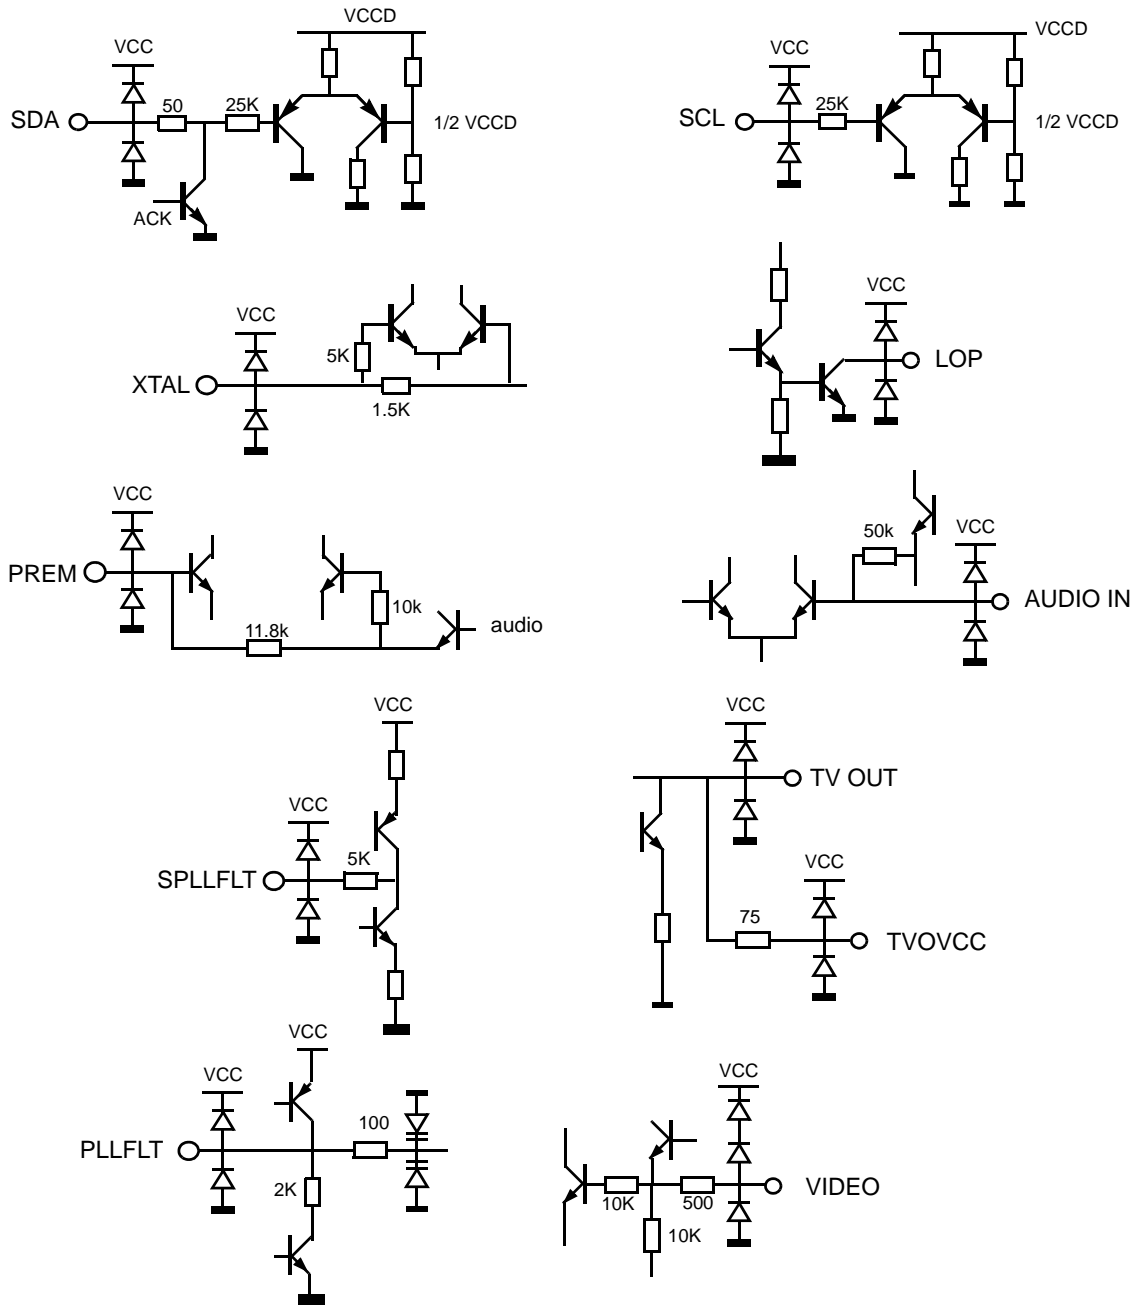 VCCD
VCC
50
25K
SDA
1/2 VCCD
ACK
VCCD
VCC
25K
SCL
1/2 VCCD
VCC
5K
XTAL
1.5K
VCC
LOP
VCC
PREM
10k
11.8k
audio
50k
VCC
AUDIO IN
VCC
VCC
5K
SPLLFLT
VCC
TV OUT
VCC
75
TVOVCC
VCC
VCC
100
PLLFLT
2K
VCC
10K
500
VIDEO
10K